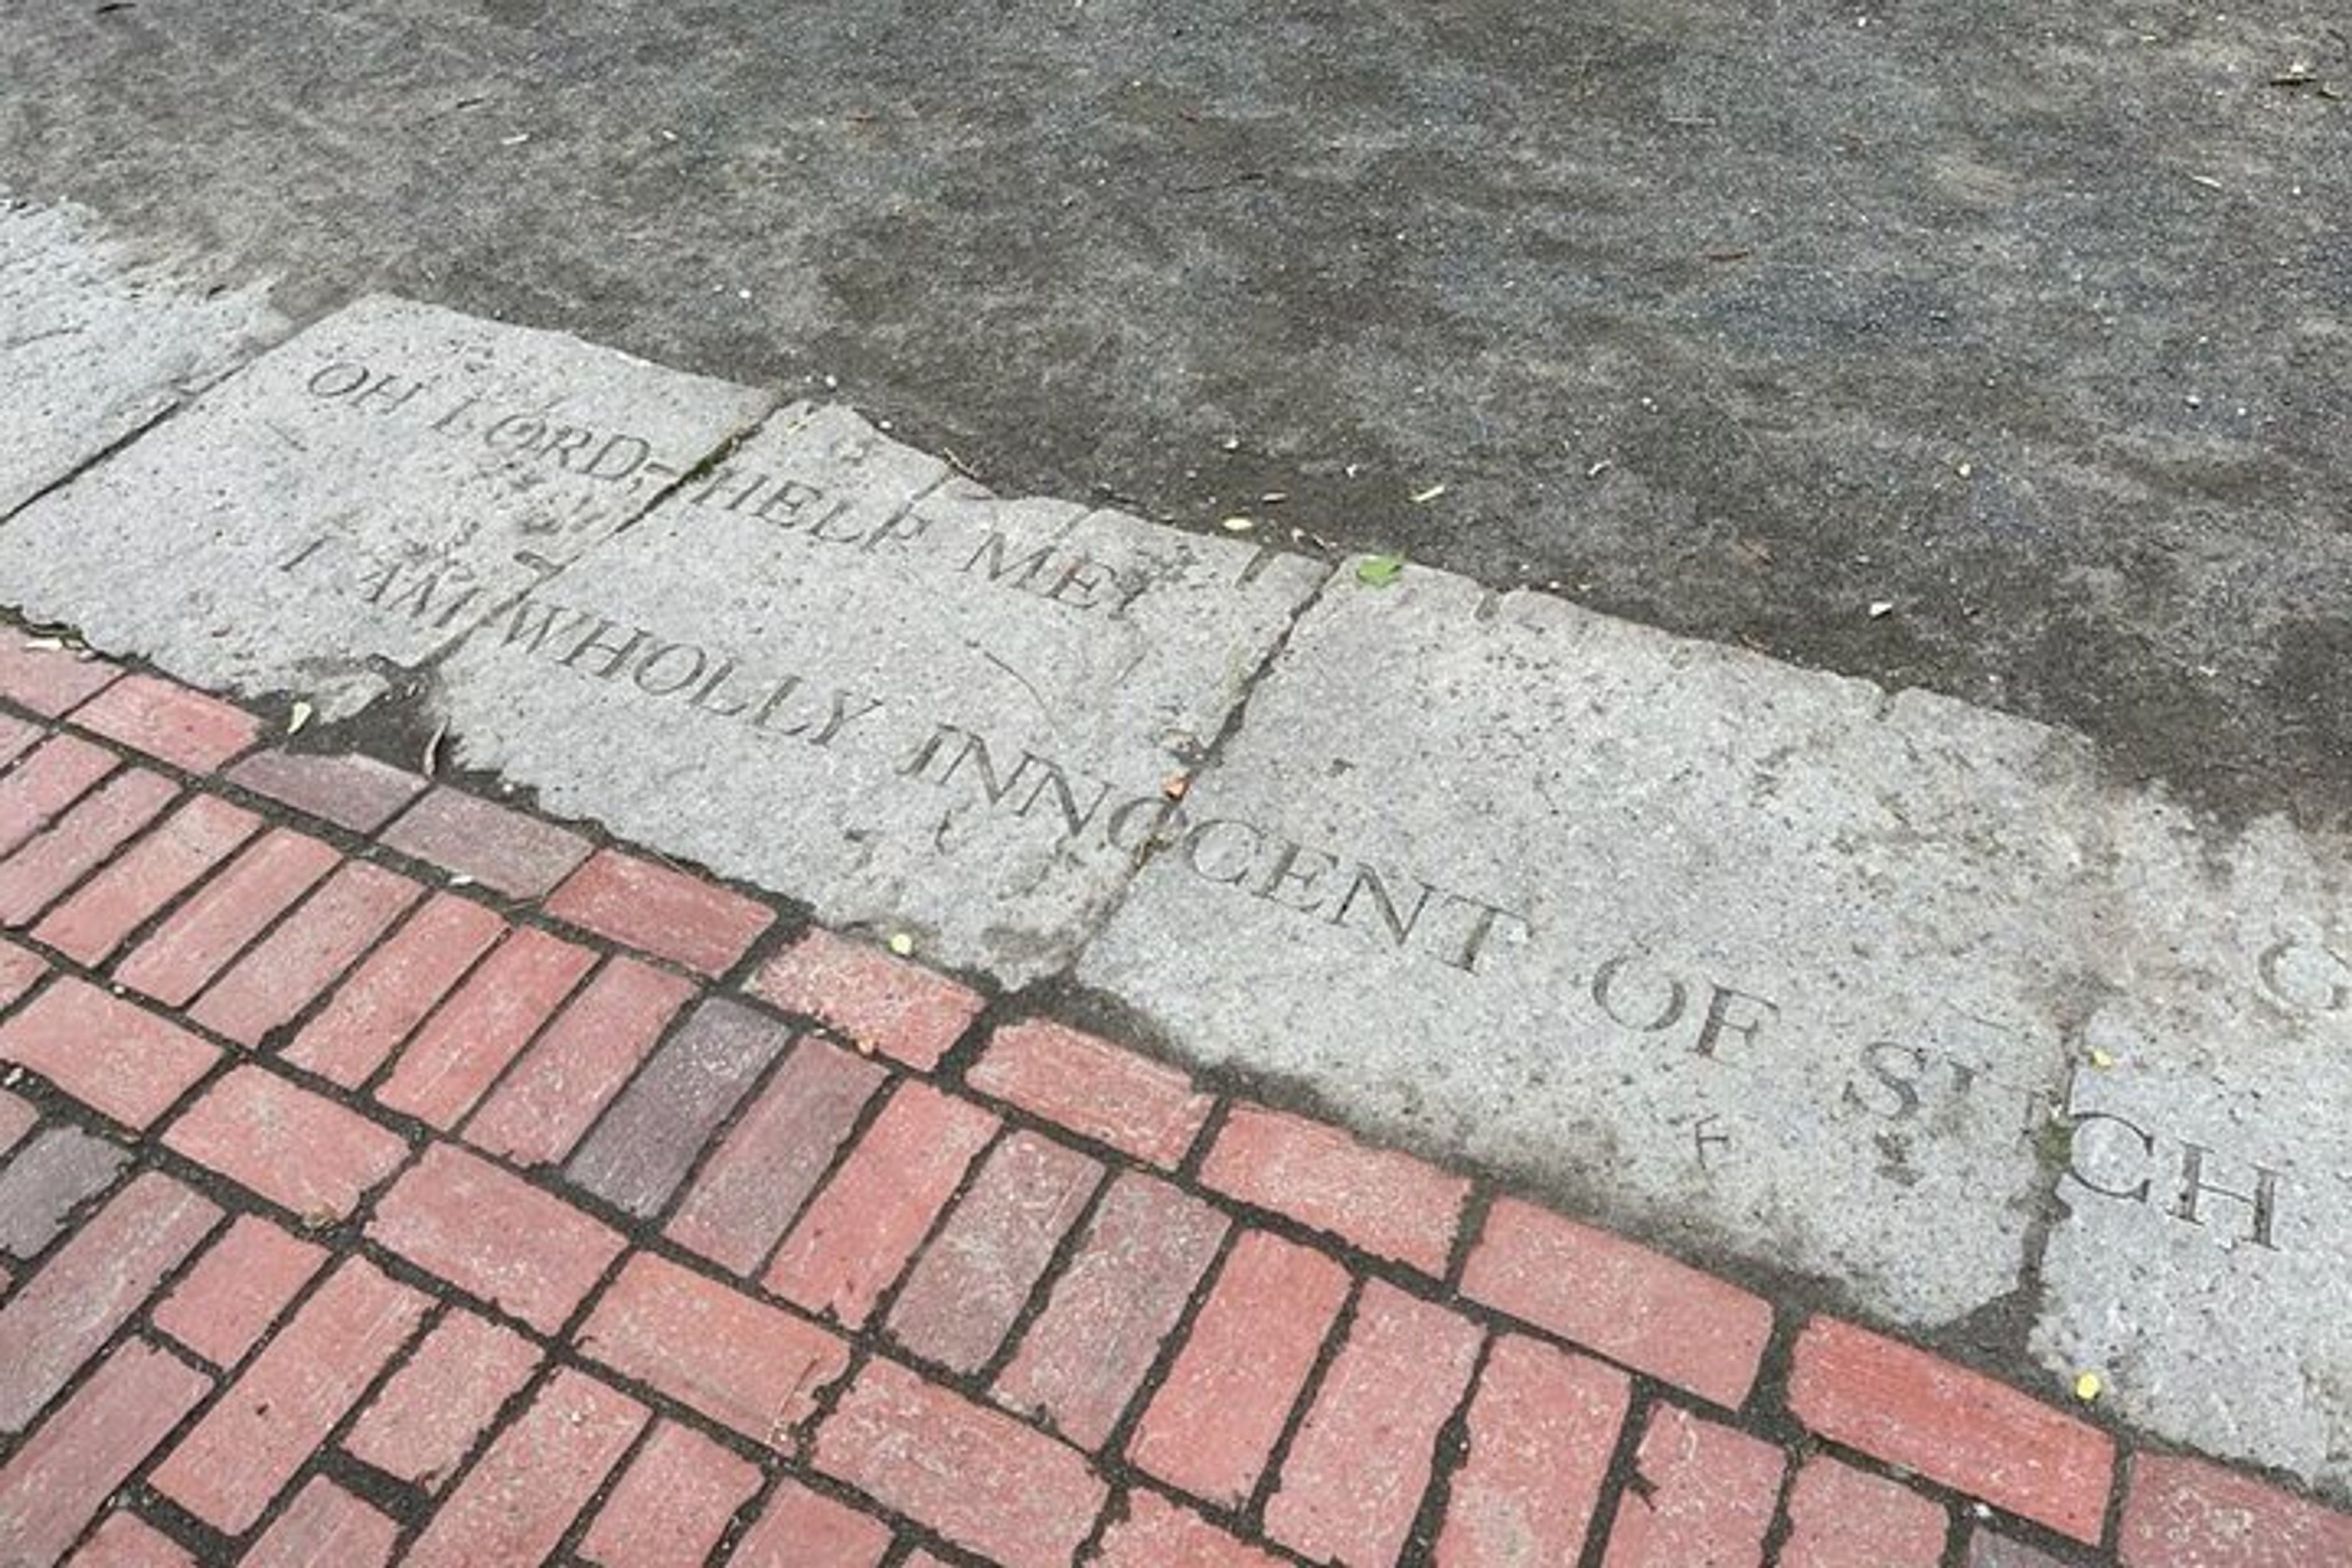 OH LORD, HELP ME!
I AM WHOLLY INNOCENT OF SUCH